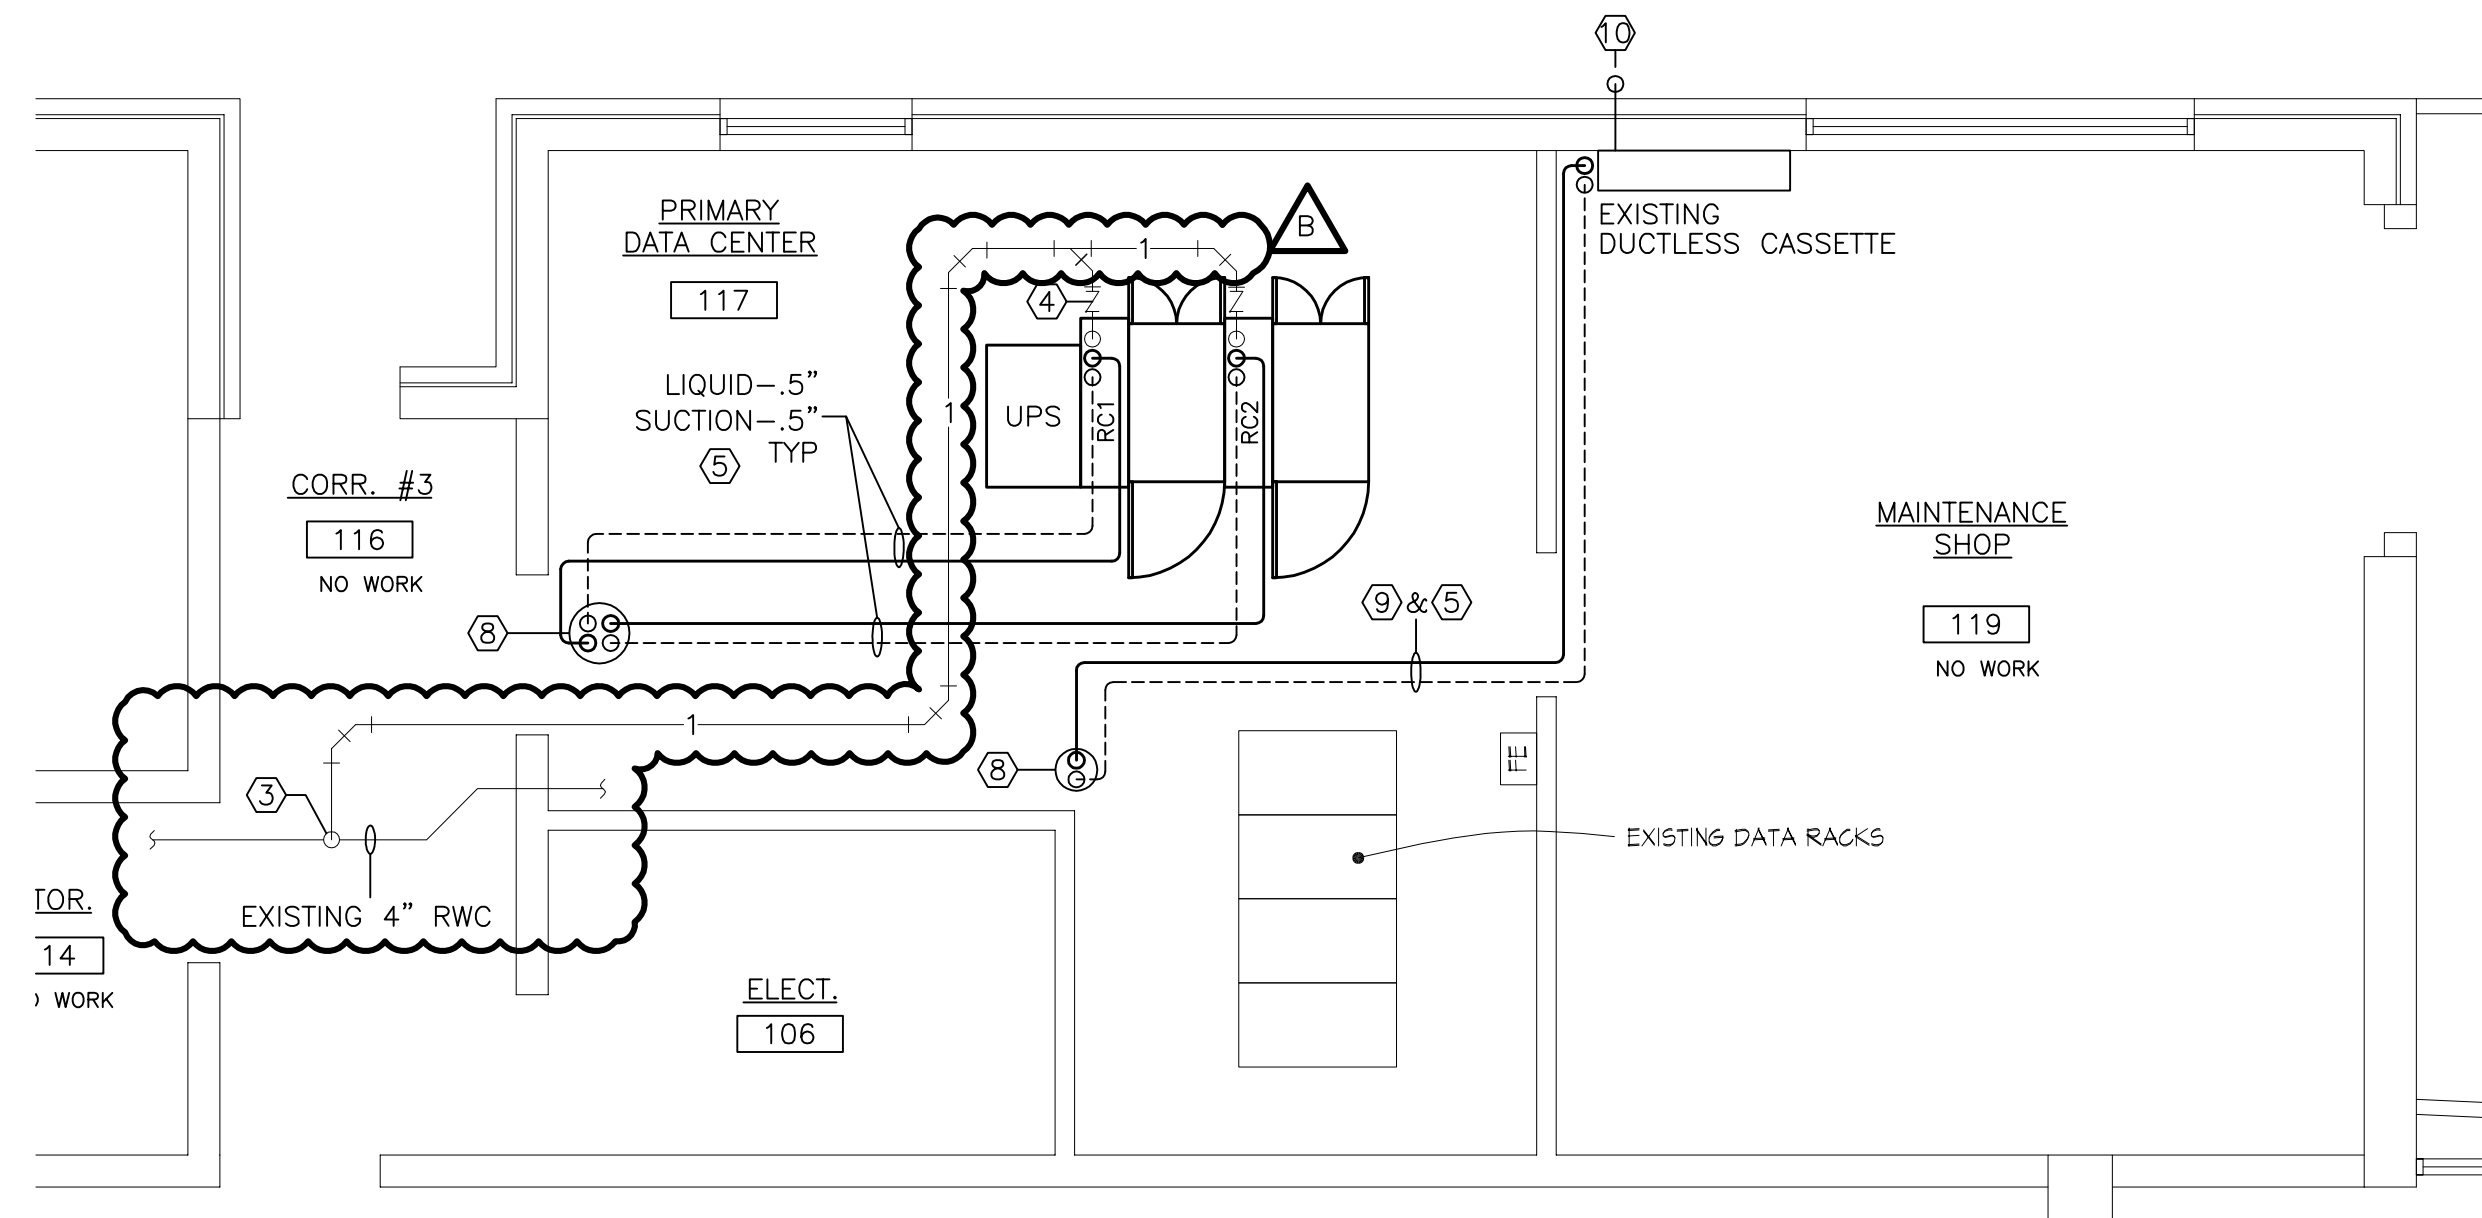 10
B
PRIMARY
DATA CENTER
117
EXISTING
DUCTLESS CASSETTE
1
4
LIQUID-.5"
SUCTION-.5"
TYP
5
1
UPS
RC1
RC2
CORR. #3
116
NO WORK
MAINTENANCE
SHOP
119
NO WORK
9 & 5
8
1
8
FE
3
EXISTING DATA RACKS
EXISTING 4" RWC
TOR.
14
WORK
ELECT.
106